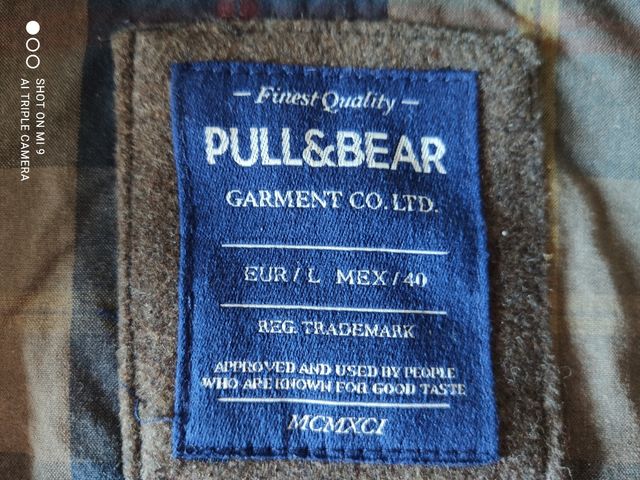 — Finest Quality —
PULL&BEAR
GARMENT CO. LTD.
EUR / L MEX / 40
REG. TRADEMARK
APPROVED AND USED BY PEOPLE
WHO ARE KNOWN FOR GOOD TASTE
MCMXCI
SHOT ON MI 9
AI TRIPLE CAMERA